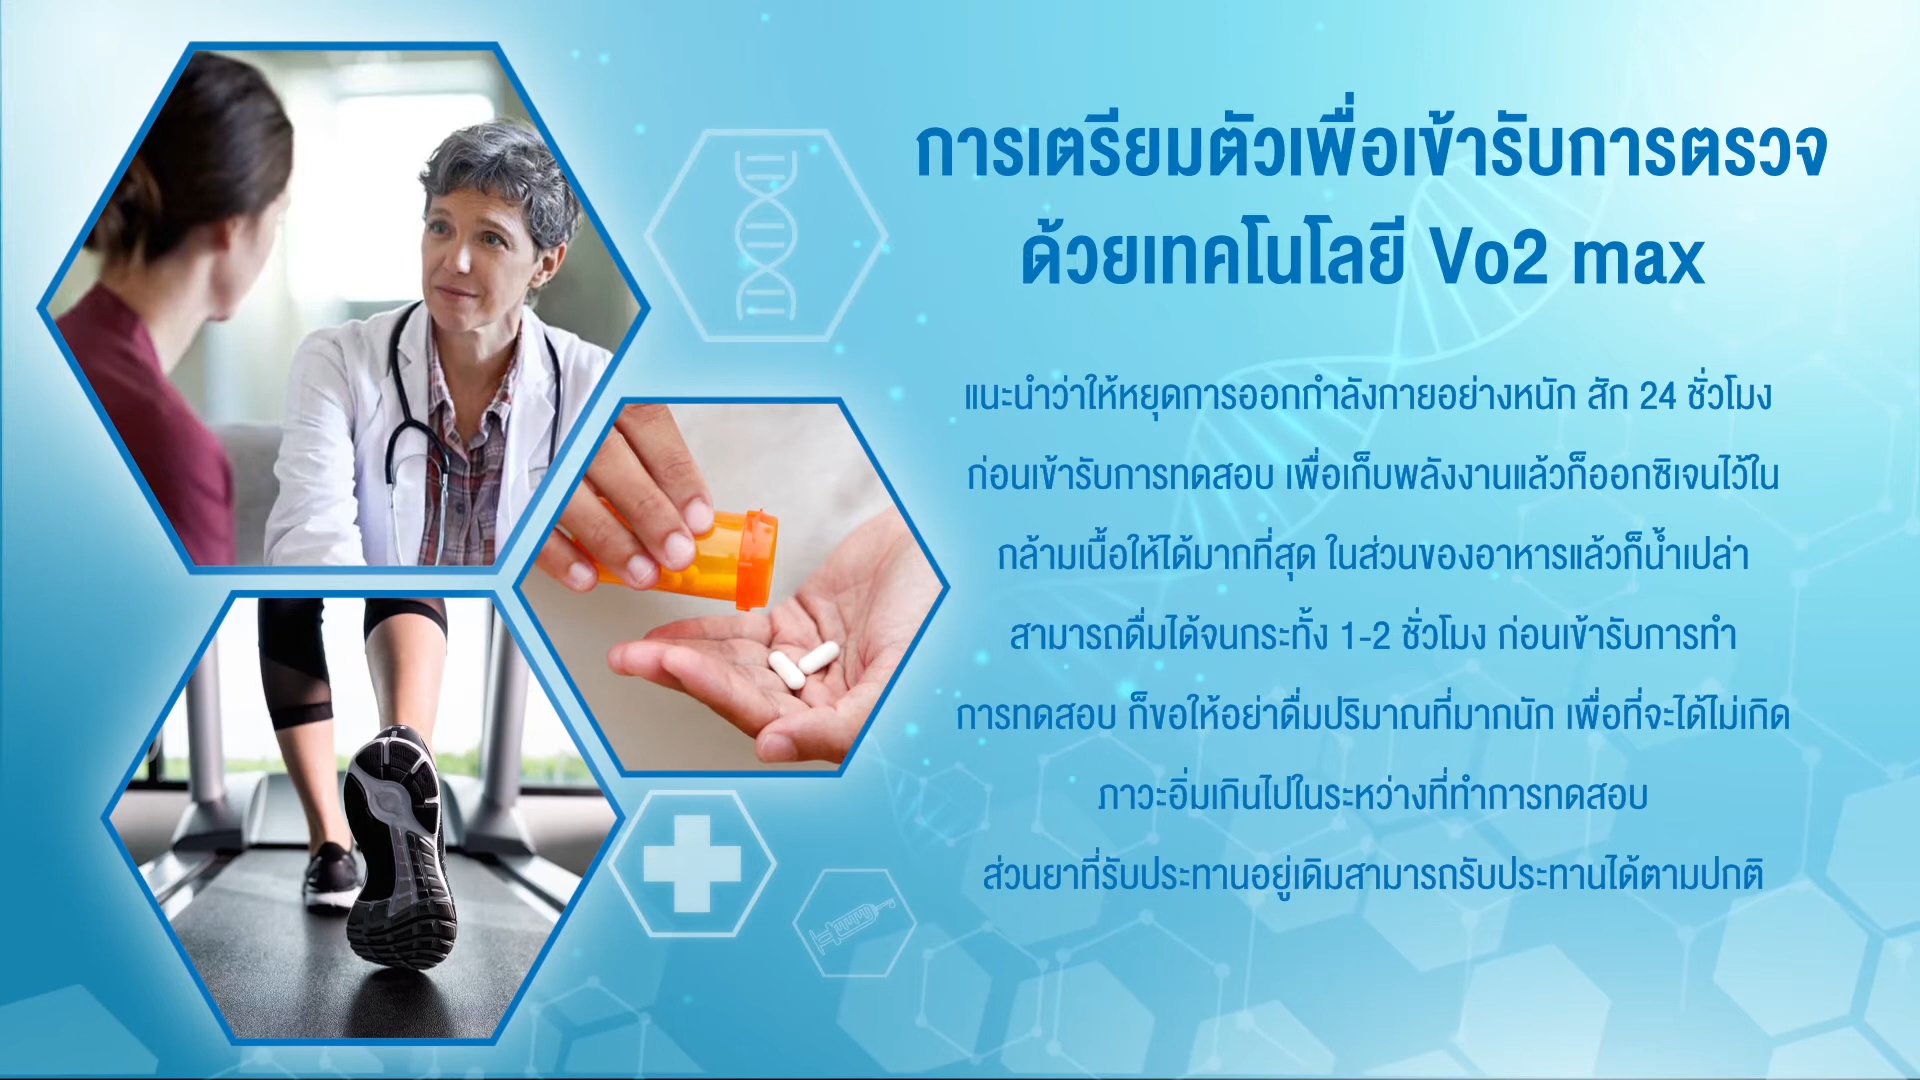 การเตรียมตัวเพื่อเข้ารับการตรวจ
ด้วยเทคโนโลยี Vo2 max
แนะนำว่าให้หยุดการออกกำลังกายอย่างหนัก สัก 24 ชั่วโมง
ก่อนเข้ารับการทดสอบ เพื่อเก็บพลังงานแล้วก็ออกซิเจนไว้ใน
กล้ามเนื้อให้ได้มากที่สุด ในส่วนของอาหารแล้วก็น้ำเปล่า
สามารถดื่มได้จนกระทั้ง 1-2 ชั่วโมง ก่อนเข้ารับการทำ
การทดสอบ ก็ขอให้อย่าดื่มปริมาณที่มากนัก เพื่อที่จะได้ไม่เกิด
ภาวะอิ่มเกินไปในระหว่างที่ทำการทดสอบ
ส่วนยาที่รับประทานอยู่เดิมสามารถรับประทานได้ตามปกติ